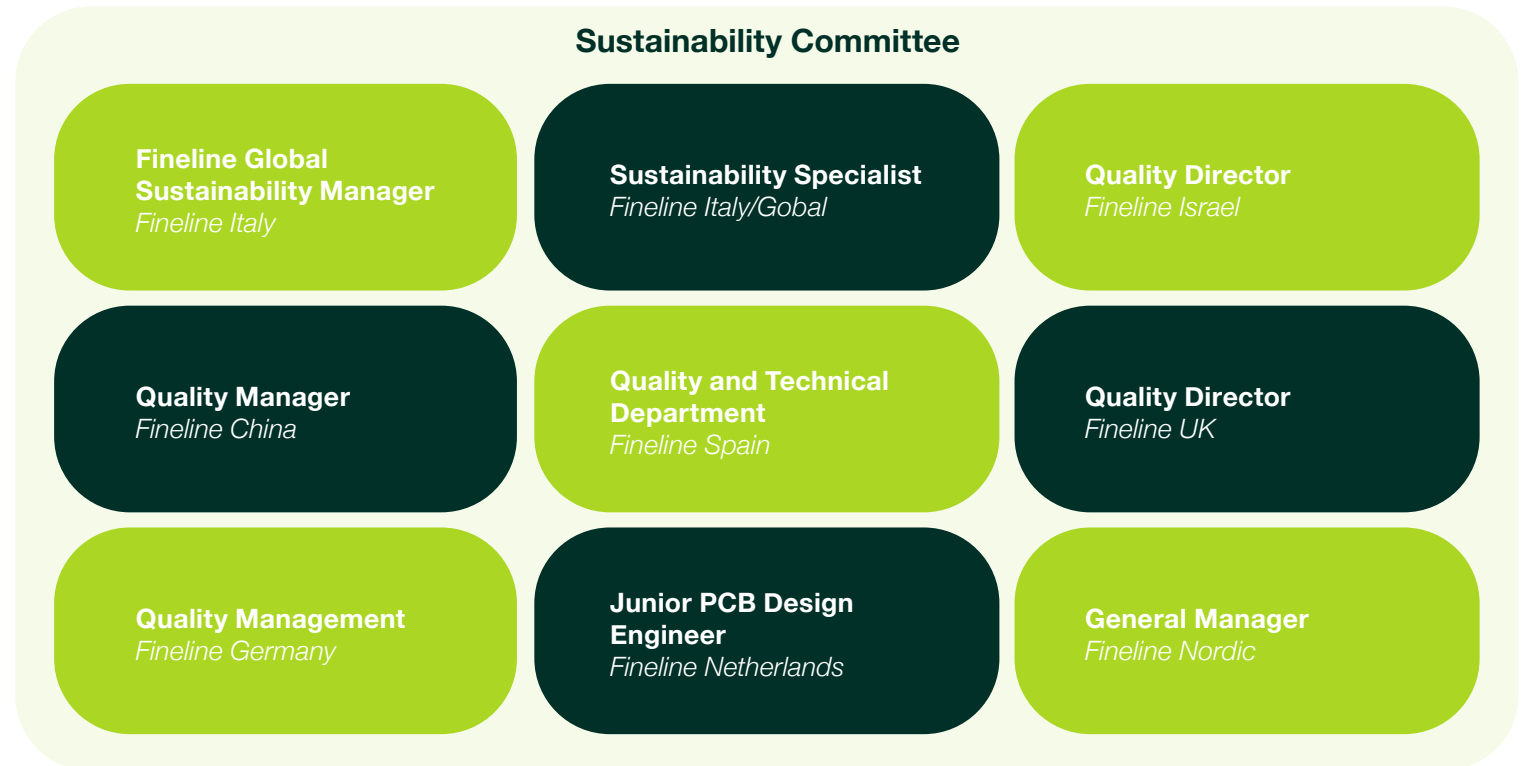 Sustainability Committee
Fineline Global
Sustainability Manager
Fineline Italy
Sustainability Specialist
Fineline Italy/Gobal
Quality Director
Fineline Israel
Quality Manager
Fineline China
Quality and Technical
Department
Fineline Spain
Quality Director
Fineline UK
Quality Management
Fineline Germany
Junior PCB Design
Engineer
Fineline Netherlands
General Manager
Fineline Nordic